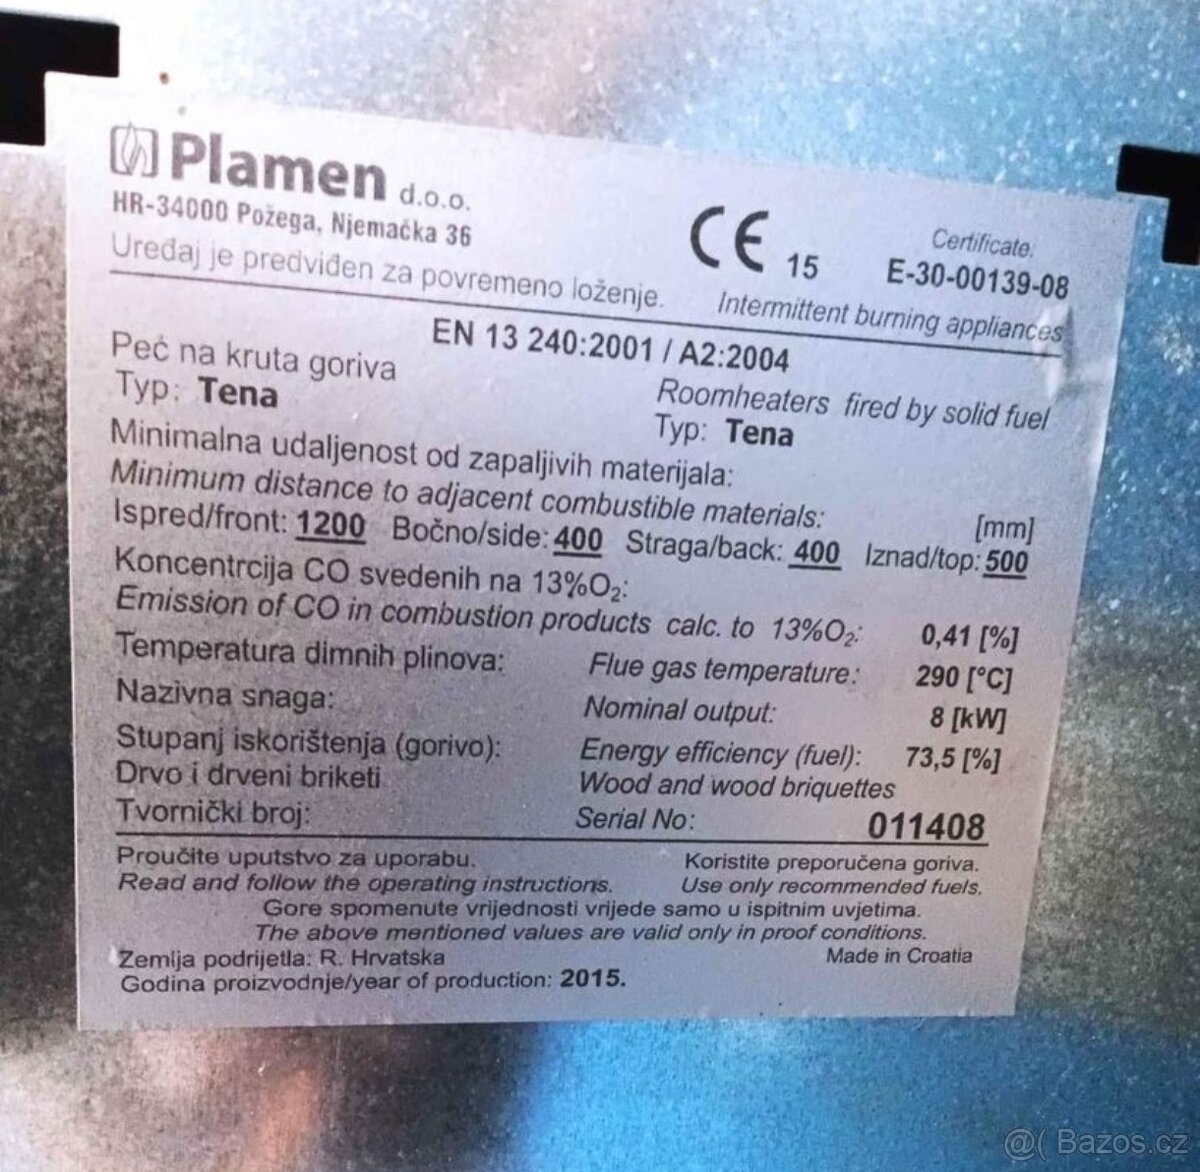 Plamen d.o.o.
HR-34000 Požega, Njemačka 36
CE 15
Certificate:
E-30-00139-08
Uređaj je predviđen za povremeno loženje.
Intermittent burning appliances
EN 13 240:2001 / A2:2004
Peć na kruta goriva
Roomheaters fired by solid fuel
Typ: Tena
Typ: Tena
Minimalna udaljenost od zapaljivih materijala:
Minimum distance to adjacent combustible materials: [mm]
Ispred/front: 1200 Bočno/side: 400 Straga/back: 400 Iznad/top: 500
Koncentrcija CO svedenih na 13%O₂:
Emission of CO in combustion products calc. to 13%O₂: 0,41 [%]
Temperatura dimnih plinova: Flue gas temperature: 290 [°C]
Nazivna snaga: Nominal output: 8 [kW]
Stupanj iskorištenja (gorivo): Energy efficiency (fuel): 73,5 [%]
Drvo i drveni briketi Wood and wood briquettes
Tvornički broj: Serial No: 011408
Proučite uputstvo za uporabu. Koristite preporučena goriva.
Read and follow the operating instructions. Use only recommended fuels.
Gore spomenute vrijednosti vrijede samo u ispitnim uvjetima.
The above mentioned values are valid only in proof conditions.
Zemlja podrijetla: R. Hrvatska Made in Croatia
Godina proizvodnje/year of production: 2015.
@( Bazos.cz